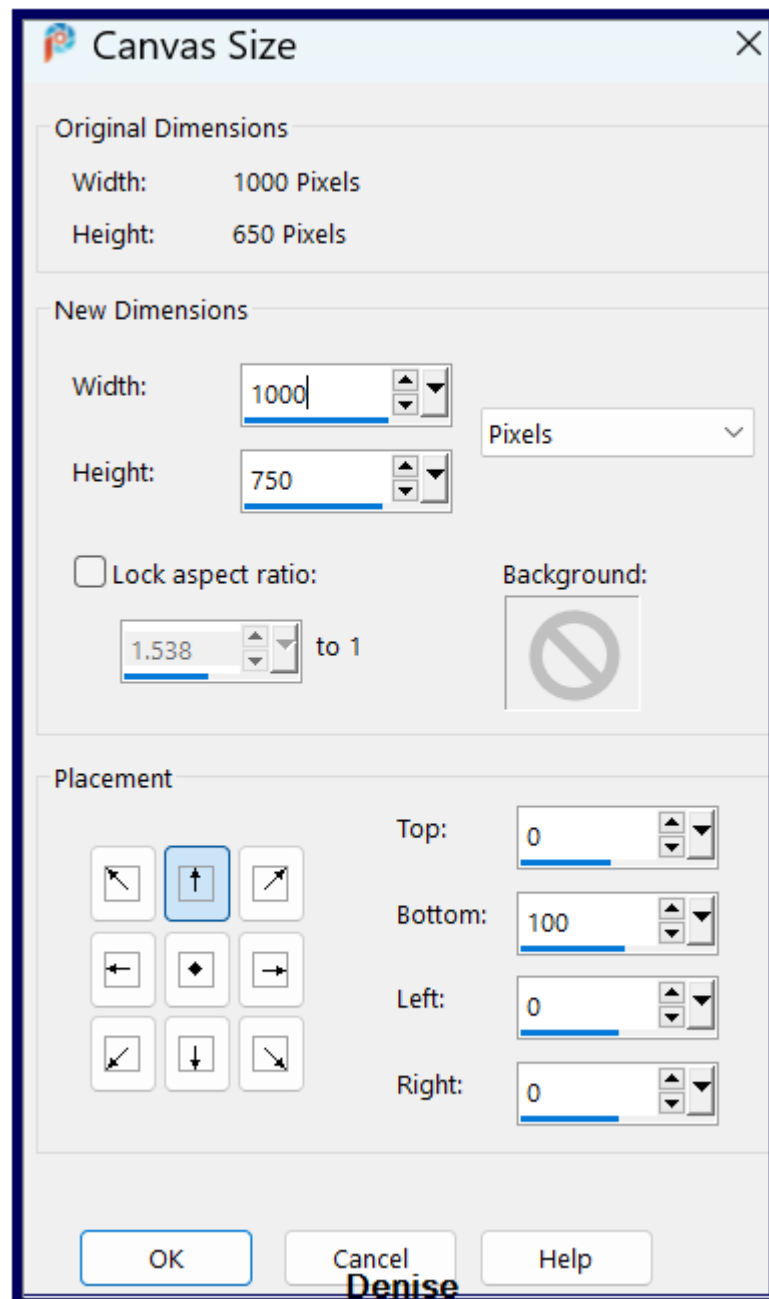 Canvas Size
Original Dimensions
Width: 1000 Pixels
Height: 650 Pixels
New Dimensions
Width: 1000
Pixels
Height: 750
Lock aspect ratio:
Background:
1.538 to 1
Placement
Top: 0
Bottom: 100
Left: 0
Right: 0
OK Cancel Help
Denise